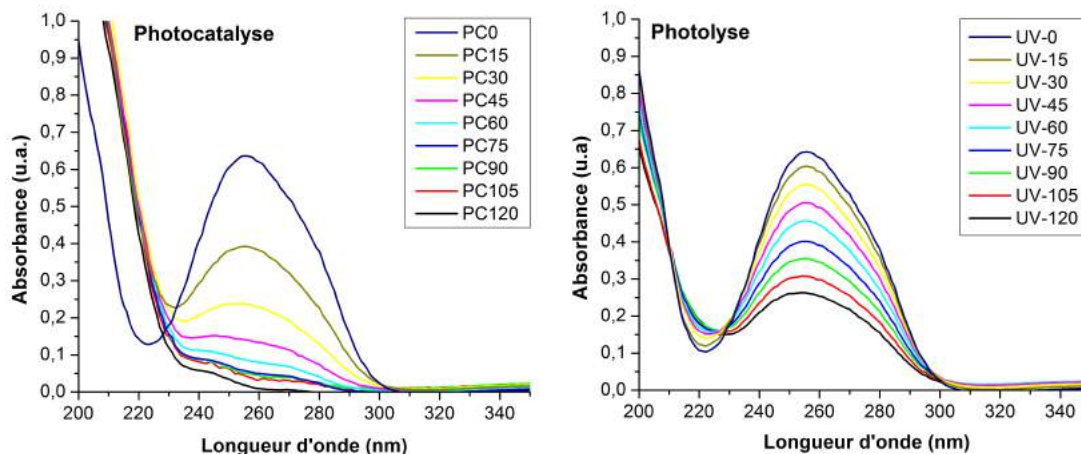 Photocatalyse
Absorbance (u.a.)
1,0
0,9
0,8
0,7
0,6
0,5
0,4
0,3
0,2
0,1
0,0
PC0
PC15
PC30
PC45
PC60
PC75
PC90
PC105
PC120
200 220 240 260 280 300 320 340
Longueur d'onde (nm)
Photolyse
Absorbance (u.a)
1,0
0,9
0,8
0,7
0,6
0,5
0,4
0,3
0,2
0,1
0,0
UV-0
UV-15
UV-30
UV-45
UV-60
UV-75
UV-90
UV-105
UV-120
200 220 240 260 280 300 320 340
Longueur d'onde (nm)